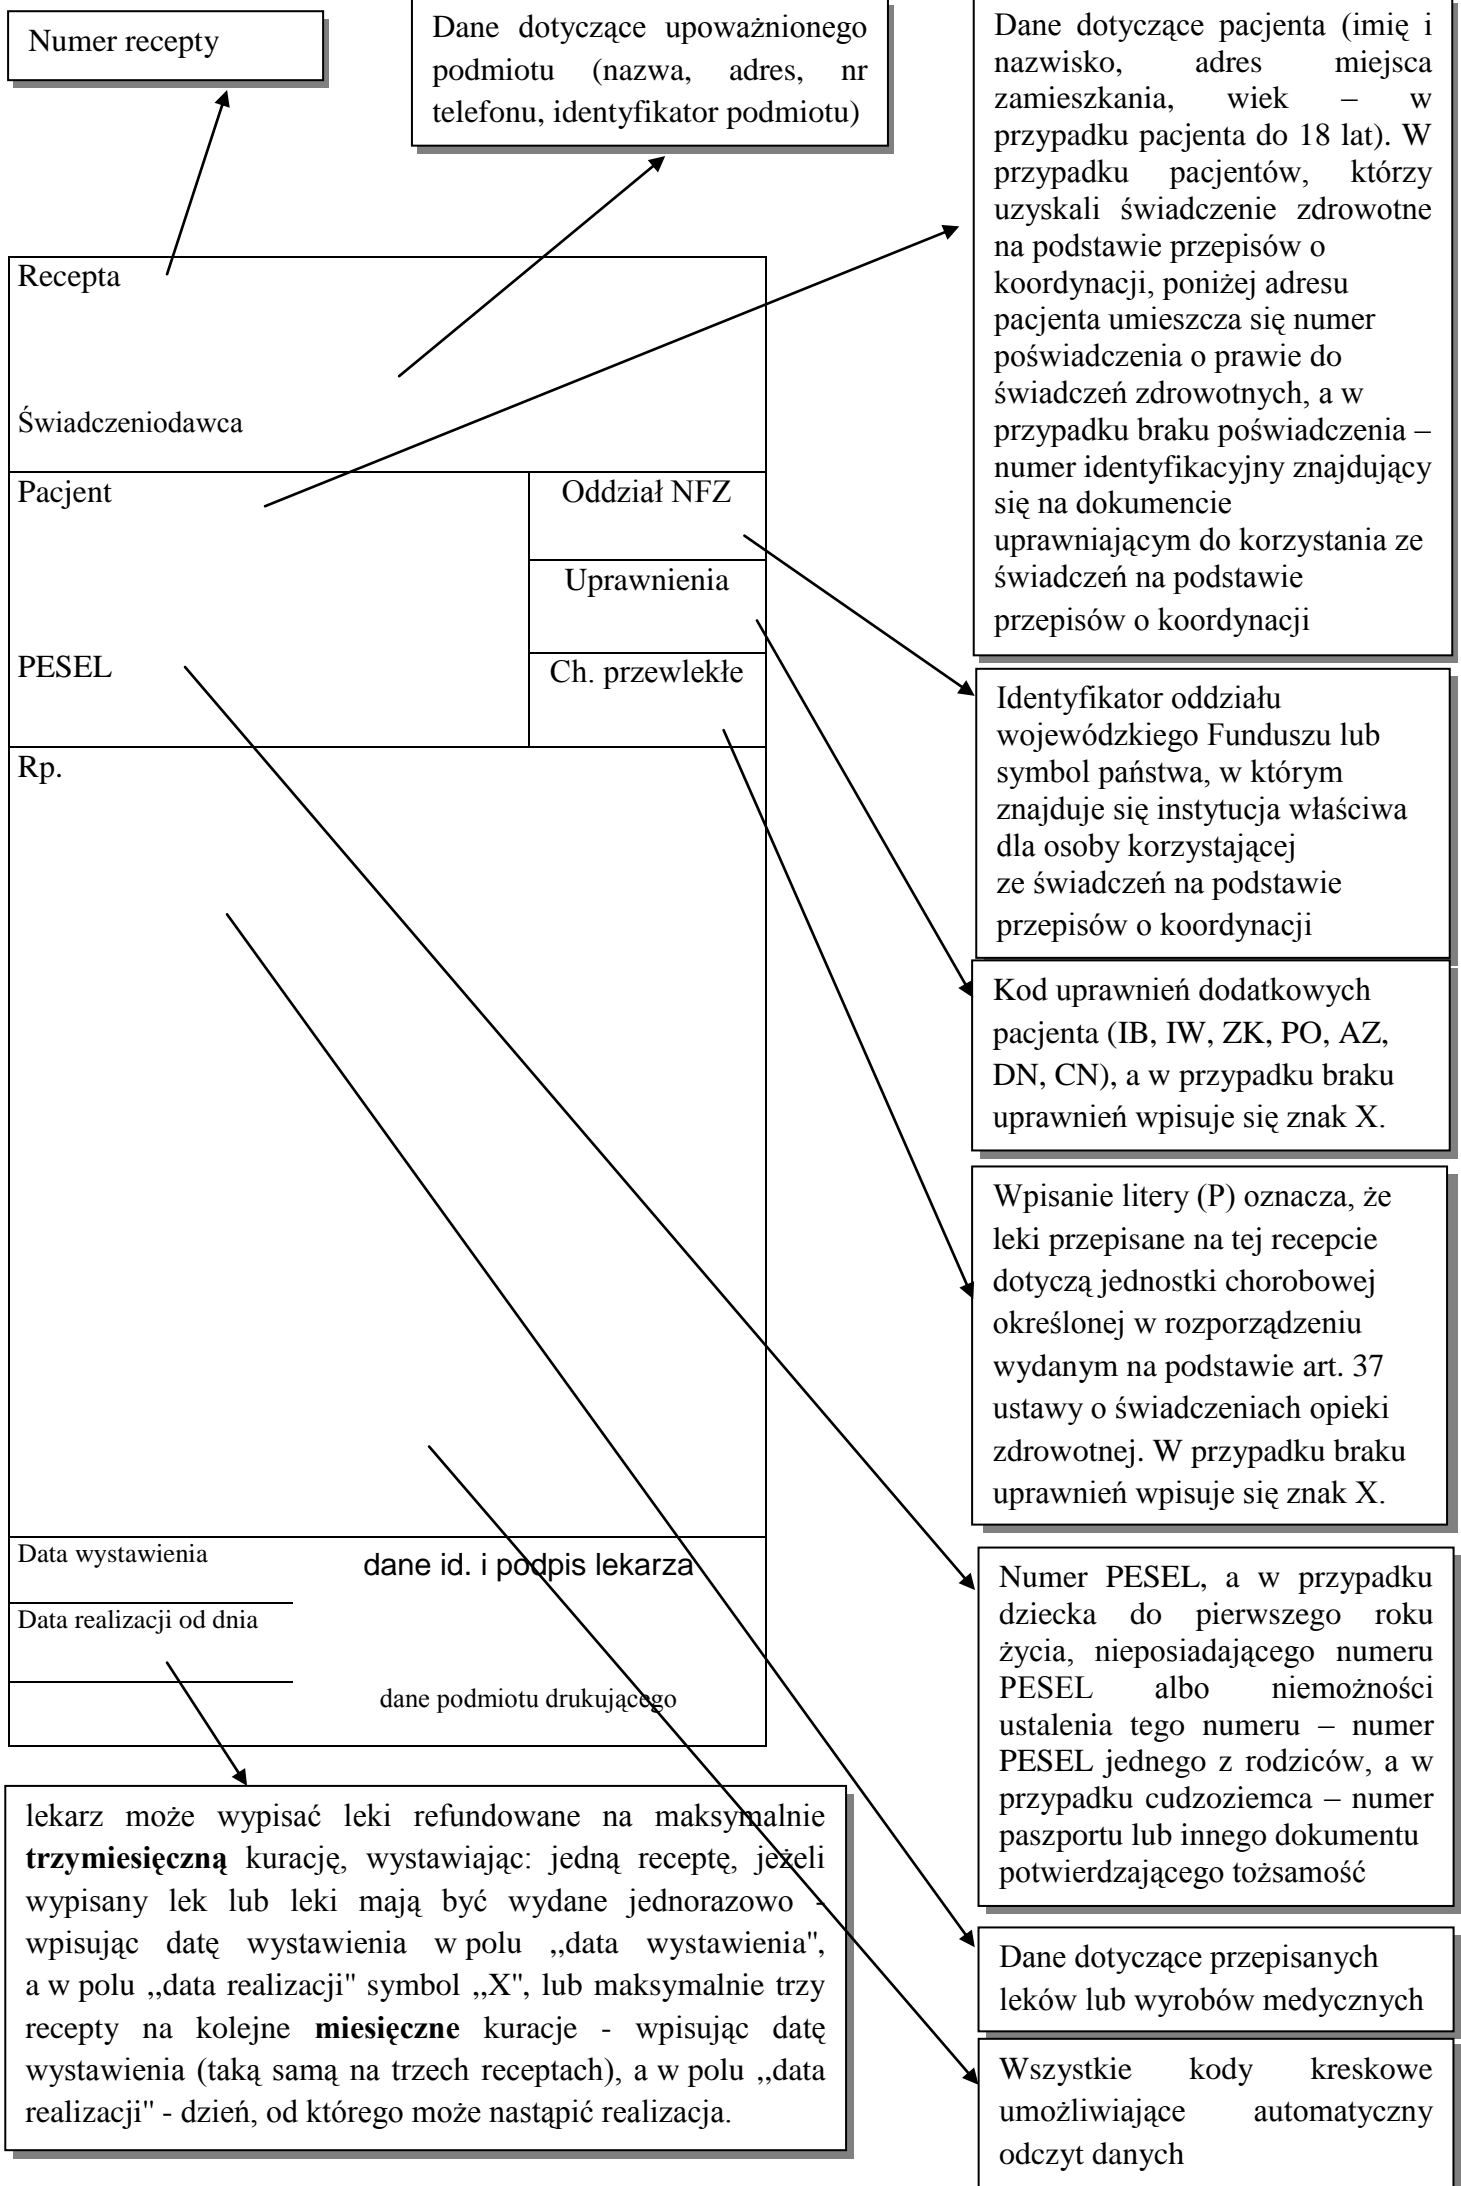 Numer recepty
Dane dotyczące upoważnionego
podmiotu (nazwa, adres, nr
telefonu, identyfikator podmiotu)
Dane dotyczące pacjenta (imię i
nazwisko, adres miejsca
zamieszkania, wiek – w
przypadku pacjenta do 18 lat). W
przypadku pacjentów, którzy
uzyskali świadczenie zdrowotne
na podstawie przepisów o
koordynacji, poniżej adresu
pacjenta umieszcza się numer
poświadczenia o prawie do
świadczeń zdrowotnych, a w
przypadku braku poświadczenia –
numer identyfikacyjny znajdujący
się na dokumencie
uprawniającym do korzystania ze
świadczeń na podstawie
przepisów o koordynacji
Recepta
Świadczeniodawca
Pacjent
Oddział NFZ
Uprawnienia
PESEL
Ch. przewlekłe
Rp.
Identyfikator oddziału
wojewódzkiego Funduszu lub
symbol państwa, w którym
znajduje się instytucja właściwa
dla osoby korzystającej
ze świadczeń na podstawie
przepisów o koordynacji
Kod uprawnień dodatkowych
pacjenta (IB, IW, ZK, PO, AZ,
DN, CN), a w przypadku braku
uprawnień wpisuje się znak X.
Wpisanie litery (P) oznacza, że
leki przepisane na tej recepcie
dotyczą jednostki chorobowej
określonej w rozporządzeniu
wydanym na podstawie art. 37
ustawy o świadczeniach opieki
zdrowotnej. W przypadku braku
uprawnień wpisuje się znak X.
Data wystawienia
dane id. i podpis lekarza
Data realizacji od dnia
dane podmiotu drukującego
Numer PESEL, a w przypadku
dziecka do pierwszego roku
życia, nieposiadającego numeru
PESEL albo niemożności
ustalenia tego numeru – numer
PESEL jednego z rodziców, a w
przypadku cudzoziemca – numer
paszportu lub innego dokumentu
potwierdzającego tożsamość
lekarz może wypisać leki refundowane na maksymalnie
trzymiesięczną kurację, wystawiając: jedną receptę, jeżeli
wypisany lek lub leki mają być wydane jednorazowo -
wpisując datę wystawienia w polu „data wystawienia",
a w polu „data realizacji" symbol „X", lub maksymalnie trzy
recepty na kolejne miesięczne kuracje - wpisując datę
wystawienia (taką samą na trzech receptach), a w polu „data
realizacji" - dzień, od którego może nastąpić realizacja.
Dane dotyczące przepisanych
leków lub wyrobów medycznych
Wszystkie kody kreskowe
umożliwiające automatyczny
odczyt danych